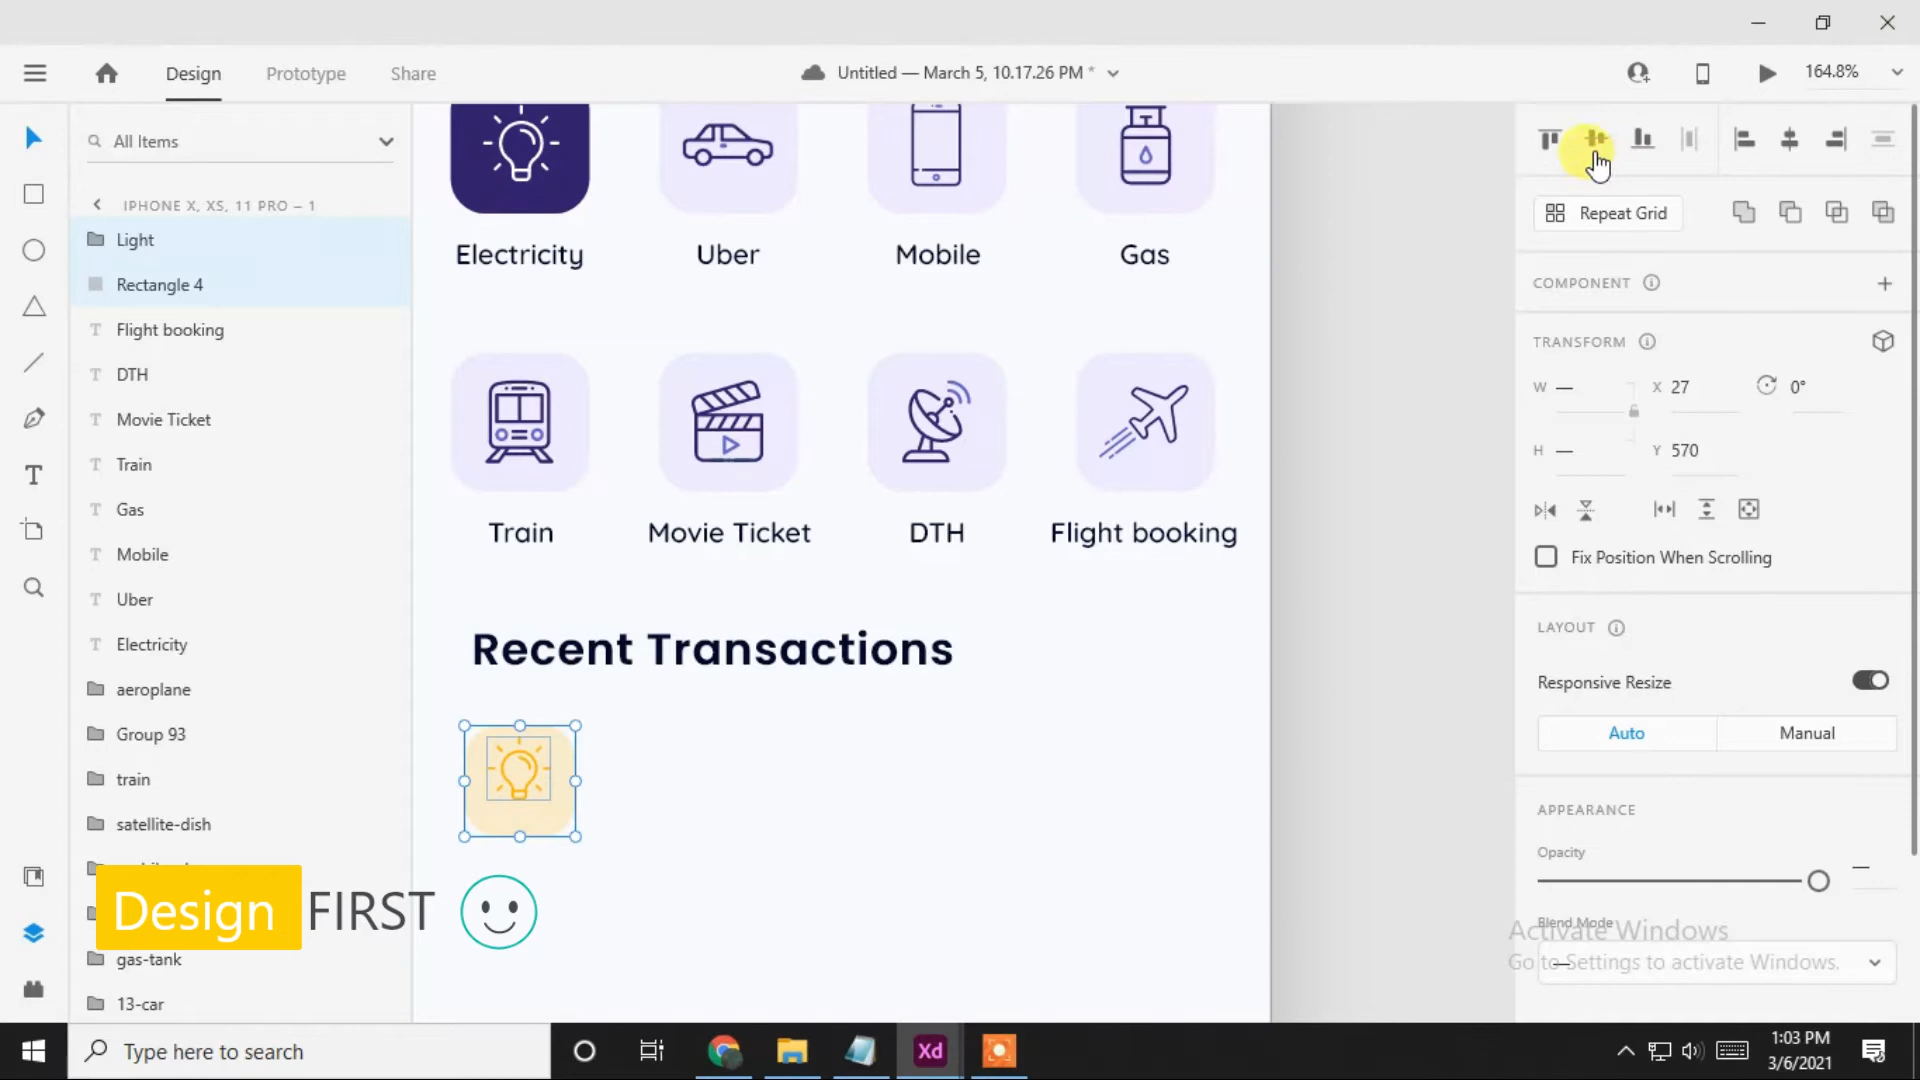 Design
Prototype
Share
Untitled — March 5, 10.17.26 PM *
164.8%
All Items
IPHONE X, XS, 11 PRO – 1
Light
Rectangle 4
Flight booking
DTH
Movie Ticket
Train
Gas
Mobile
Uber
Electricity
aeroplane
Group 93
train
satellite-dish
gas-tank
13-car
Design FIRST
Electricity
Uber
Mobile
Gas
Train
Movie Ticket
DTH
Flight booking
Recent Transactions
Repeat Grid
COMPONENT
TRANSFORM
W —
X 27
0°
H —
Y 570
Fix Position When Scrolling
LAYOUT
Responsive Resize
Auto
Manual
APPEARANCE
Opacity
—
Blend Mode
—
Activate Windows
Go to Settings to activate Windows.
Type here to search
Xd
1:03 PM
3/6/2021